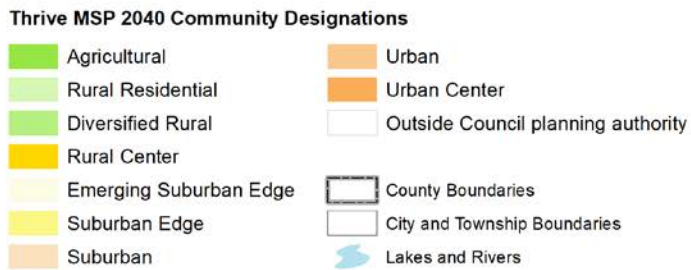 Thrive MSP 2040 Community Designations
Agricultural
Rural Residential
Diversified Rural
Rural Center
Emerging Suburban Edge
Suburban Edge
Suburban
Urban
Urban Center
Outside Council planning authority
County Boundaries
City and Township Boundaries
Lakes and Rivers